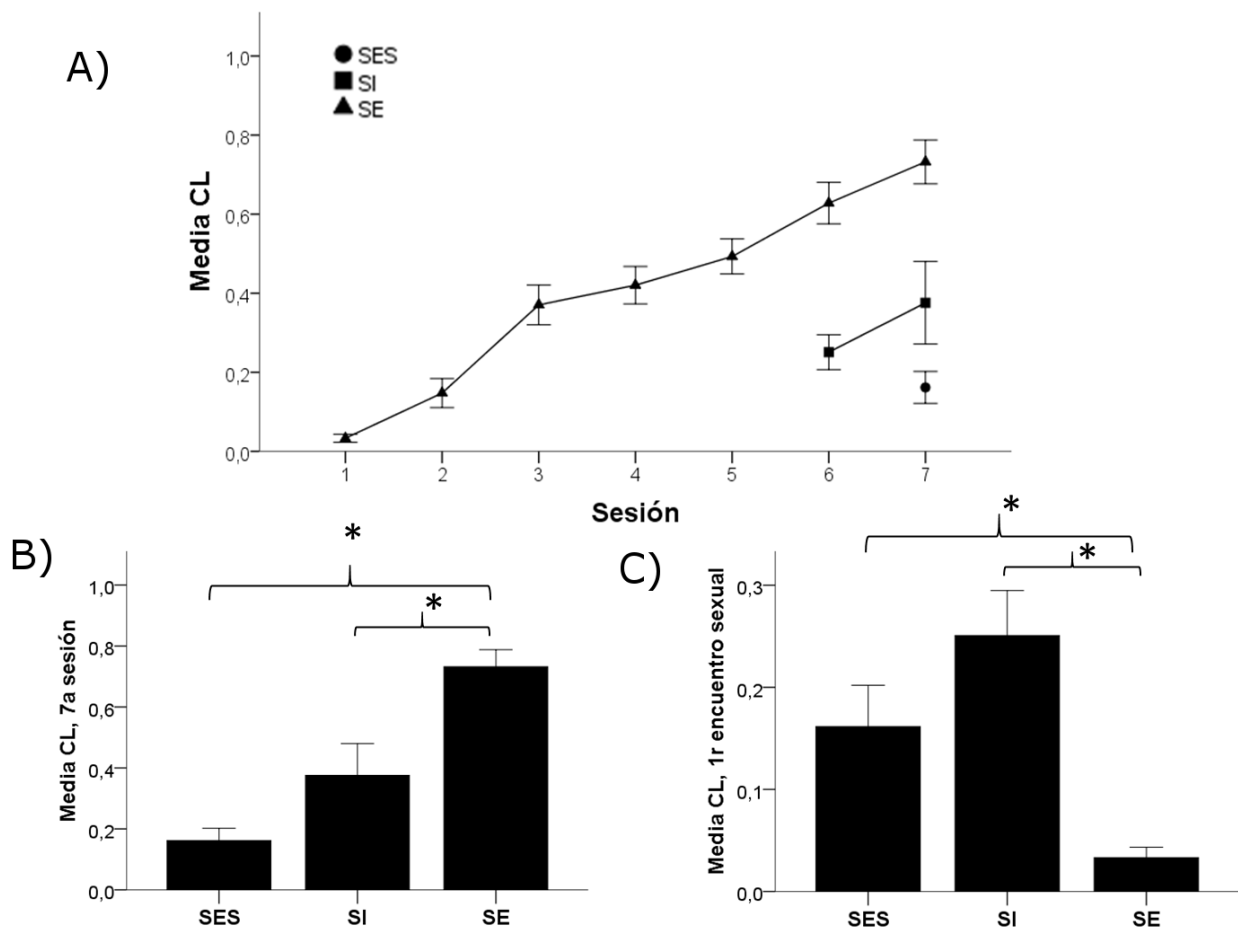 A)
SES
SI
SE
Media CL
1,0
0,8
0,6
0,4
0,2
0,0
1 2 3 4 5 6 7
Sesión
B)
*
*
Media CL, 7a sesión
1,0
0,8
0,6
0,4
0,2
0,0
SES SI SE
C)
*
*
Media CL, 1r encuentro sexual
0,3
0,2
0,1
0,0
SES SI SE